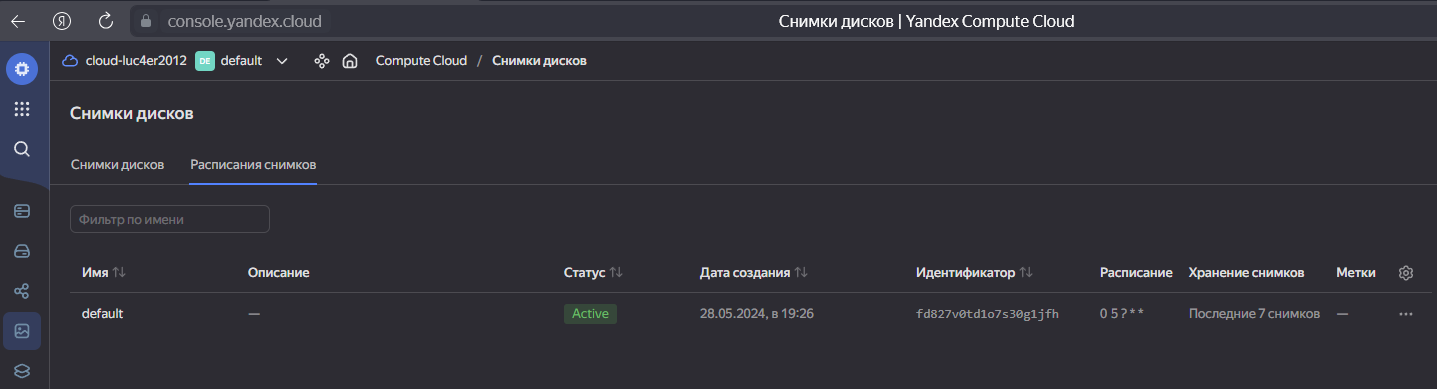 console.yandex.cloud Снимки дисков | Yandex Compute Cloud
cloud-luc4er2012 DE default Compute Cloud / Снимки дисков
Снимки дисков
Снимки дисков Расписания снимков
Фильтр по имени
Имя Описание Статус Дата создания Идентификатор Расписание Хранение снимков Метки
default — Active 28.05.2024, в 19:26 fd827v0td1o7s30g1jfh 0 5 ? * * Последние 7 снимков — ···